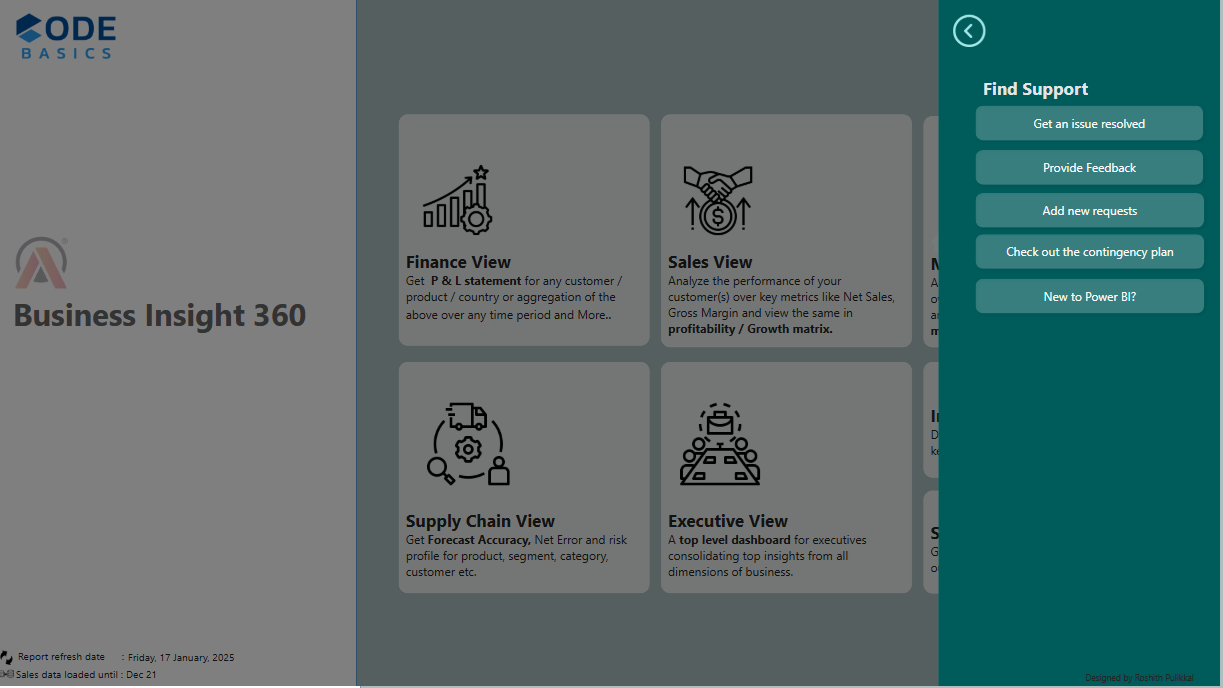 CODE
BASICS
Business Insight 360
Report refresh date : Friday, 17 January, 2025
Sales data loaded until : Dec 21
Finance View
Get P & L statement for any customer /
product / country or aggregation of the
above over any time period and More..
Sales View
Analyze the performance of your
customer(s) over key metrics like Net Sales,
Gross Margin and view the same in
profitability / Growth matrix.
Supply Chain View
Get Forecast Accuracy, Net Error and risk
profile for product, segment, category,
customer etc.
Executive View
A top level dashboard for executives
consolidating top insights from all
dimensions of business.
Find Support
Get an issue resolved
Provide Feedback
Add new requests
Check out the contingency plan
New to Power BI?
Designed by Roshith Pulikkal